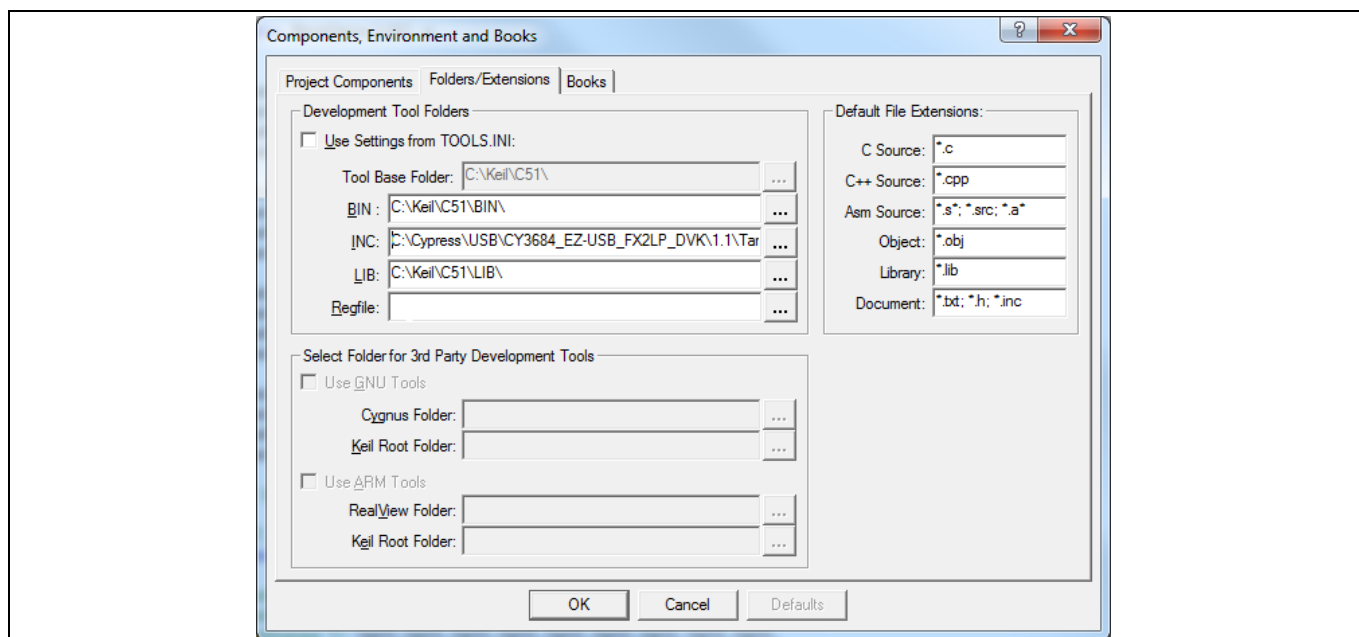 Components, Environment and Books
? X
Project Components Folders/Extensions Books
Development Tool Folders
Use Settings from TOOLS.INI:
Tool Base Folder: C:\Keil\C51\ ...
BIN : C:\Keil\C51\BIN\ ...
INC: C:\Cypress\USB\CY3684_EZ-USB_FX2LP_DVK\1.1\Tar ...
LIB: C:\Keil\C51\LIB\ ...
Regfile: ...
Default File Extensions:
C Source: *.c
C++ Source: *.cpp
Asm Source: *.s*; *.src; *.a*
Object: *.obj
Library: *.lib
Document: *.txt; *.h; *.inc
Select Folder for 3rd Party Development Tools
Use GNU Tools
Cygnus Folder: ...
Keil Root Folder: ...
Use ARM Tools
RealView Folder: ...
Keil Root Folder: ...
OK Cancel Defaults